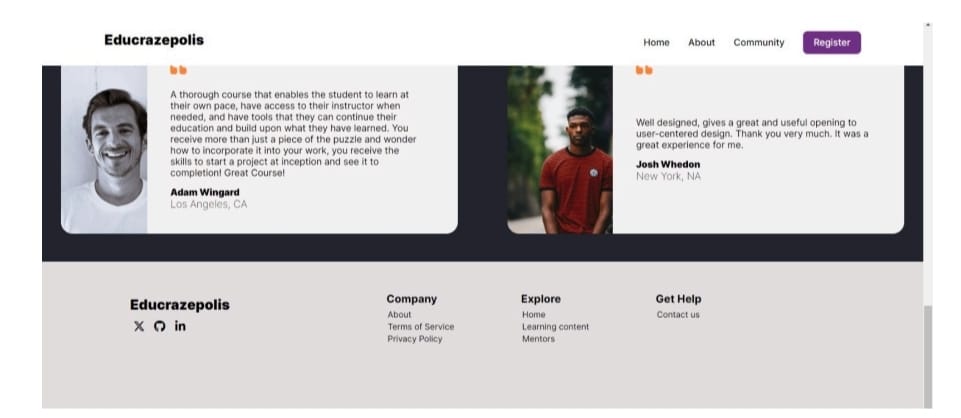 Educrazepolis
Home About Community Register
A thorough course that enables the student to learn at
their own pace, have access to their instructor when
needed, and have tools that they can continue their
education and build upon what they have learned. You
receive more than just a piece of the puzzle and wonder
how to incorporate it into your work, you receive the
skills to start a project at inception and see it to
completion! Great Course!
Adam Wingard
Los Angeles, CA
Well designed, gives a great and useful opening to
user-centered design. Thank you very much. It was a
great experience for me.
Josh Whedon
New York, NA
Educrazepolis
Company
About
Terms of Service
Privacy Policy
Explore
Home
Learning content
Mentors
Get Help
Contact us